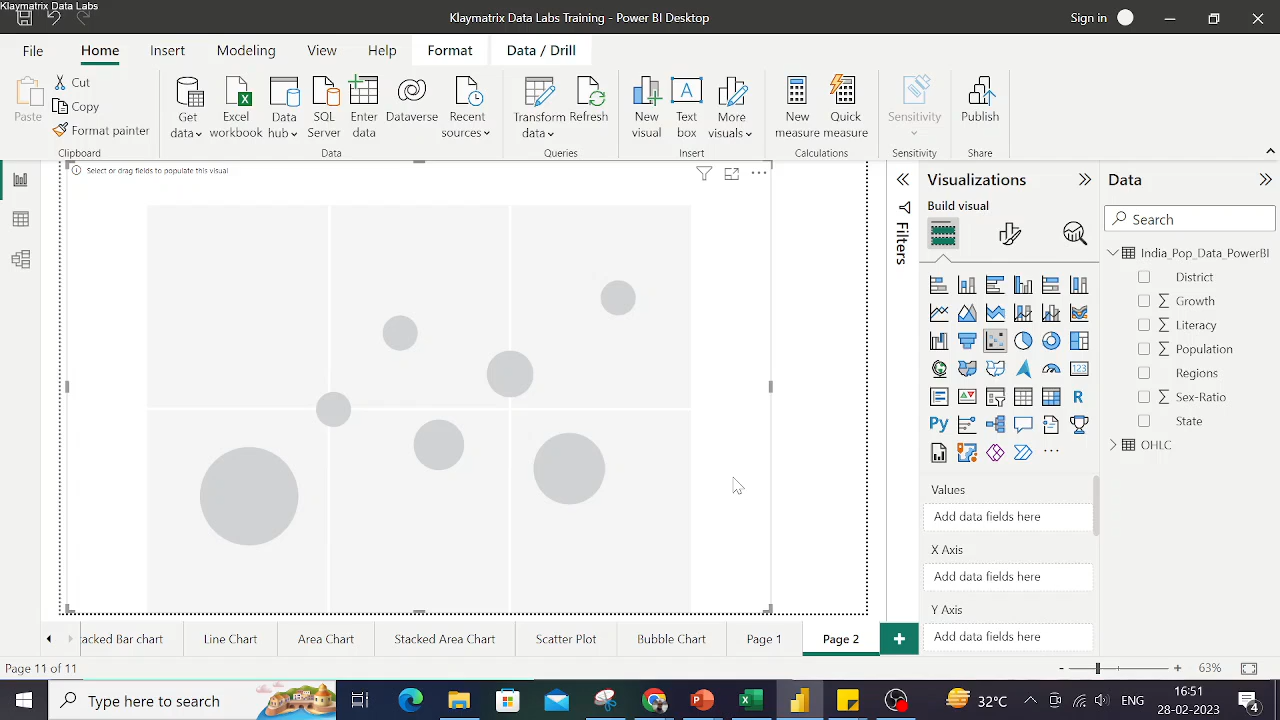 Kaymatrix Data Labs
Kaymatrix Data Labs Training - Power BI Desktop
Sign in
File
Home
Insert
Modeling
View
Help
Format
Data / Drill
Paste
Cut
Copy
Format painter
Get data
Excel workbook
Data hub
SQL Server
Enter data
Dataverse
Recent sources
Transform data
Refresh
New visual
Text box
More visuals
New measure
Quick measure
Sensitivity
Publish
Clipboard
Data
Queries
Insert
Calculations
Sensitivity
Share
Select or drag fields to populate this visual
Filters
Visualizations
Build visual
123
R
Py
Values
Add data fields here
X Axis
Add data fields here
Y Axis
Add data fields here
Data
Search
India_Pop_Data_PowerBI
District
Growth
Literacy
Population
Regions
Sex-Ratio
State
OHLC
acked Bar chart
Line Chart
Area Chart
Stacked Area Chart
Scatter Plot
Bubble Chart
Page 1
Page 2
Page 11 of 11
63%
Type here to search
32°C
ENG
28-02-2023
4